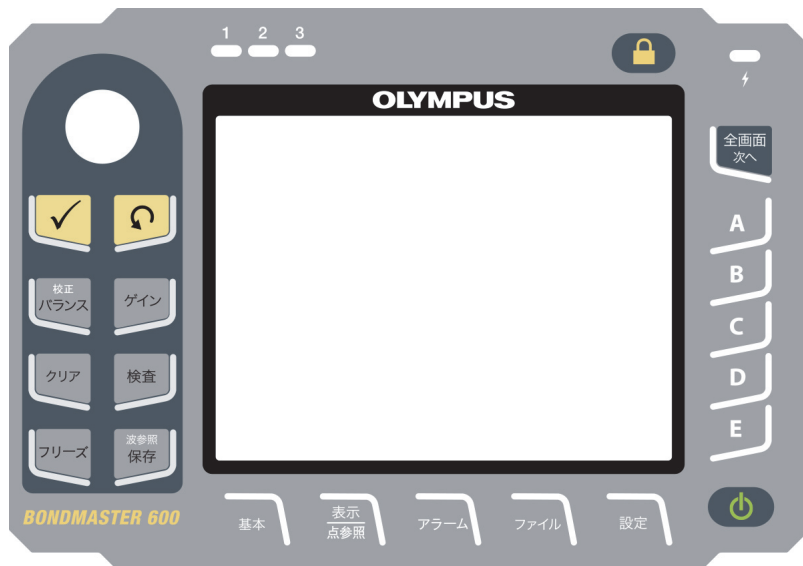 1 2 3
OLYMPUS
全画面
次へ
校正
バランス
ゲイン
クリア
検査
フリーズ
波参照
保存
A
B
C
D
E
BONDMASTER 600
基本
表示
点参照
アラーム
ファイル
設定